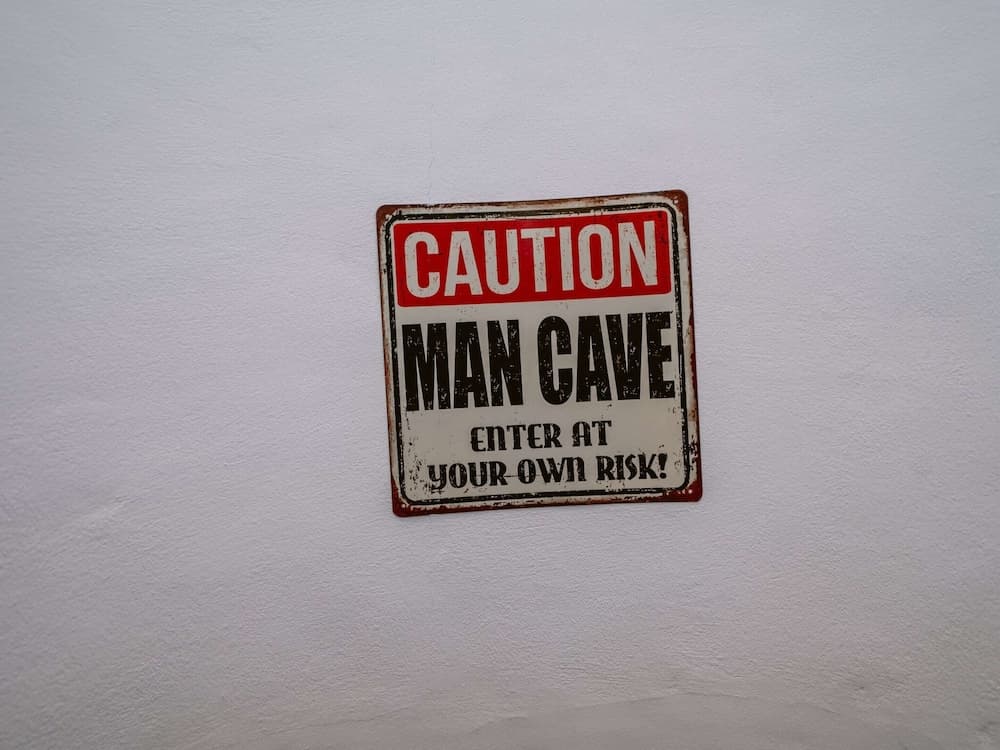 CAUTION
MAN CAVE
ENTER AT
YOUR OWN RISK!